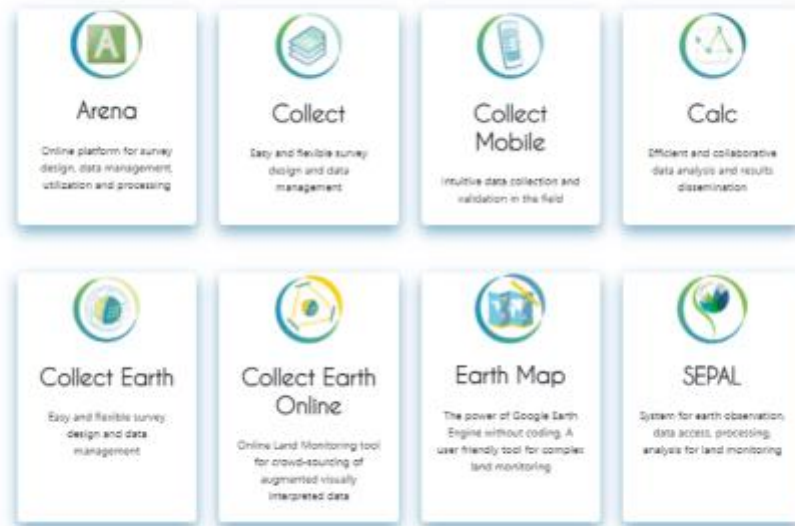 A
Arena
Online platform for survey
design, data management,
utilization and processing
Collect
Easy and flexible survey
design and data
management
Collect
Mobile
Intuitive data collection and
validation in the field
Calc
Efficient and collaborative
data analysis and results
dissemination
Collect Earth
Easy and flexible survey
design and data
management
Collect Earth
Online
Online Land Monitoring tool
for crowd-sourcing of
augmented visually
interpreted data
Earth Map
The power of Google Earth
Engine without coding. A
user friendly tool for complex
land monitoring
SEPAL
System for earth observation,
data access, processing,
analysis for land monitoring